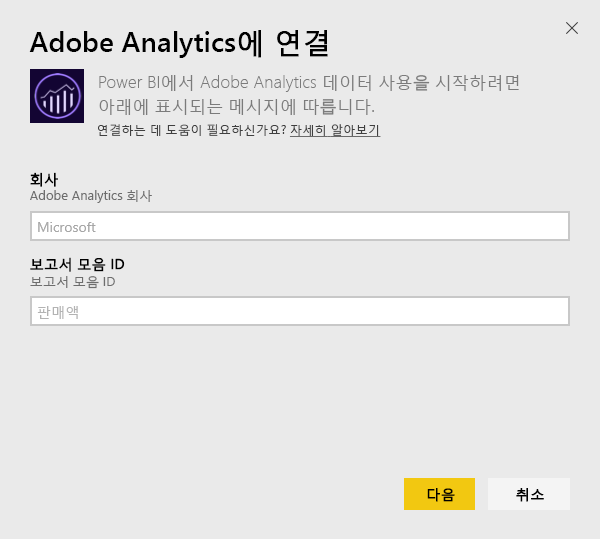 Adobe Analytics에 연결
Power BI에서 Adobe Analytics 데이터 사용을 시작하려면
아래에 표시되는 메시지에 따릅니다.
연결하는 데 도움이 필요하신가요? 자세히 알아보기
회사
Adobe Analytics 회사
Microsoft
보고서 모음 ID
보고서 모음 ID
판매액
다음 취소